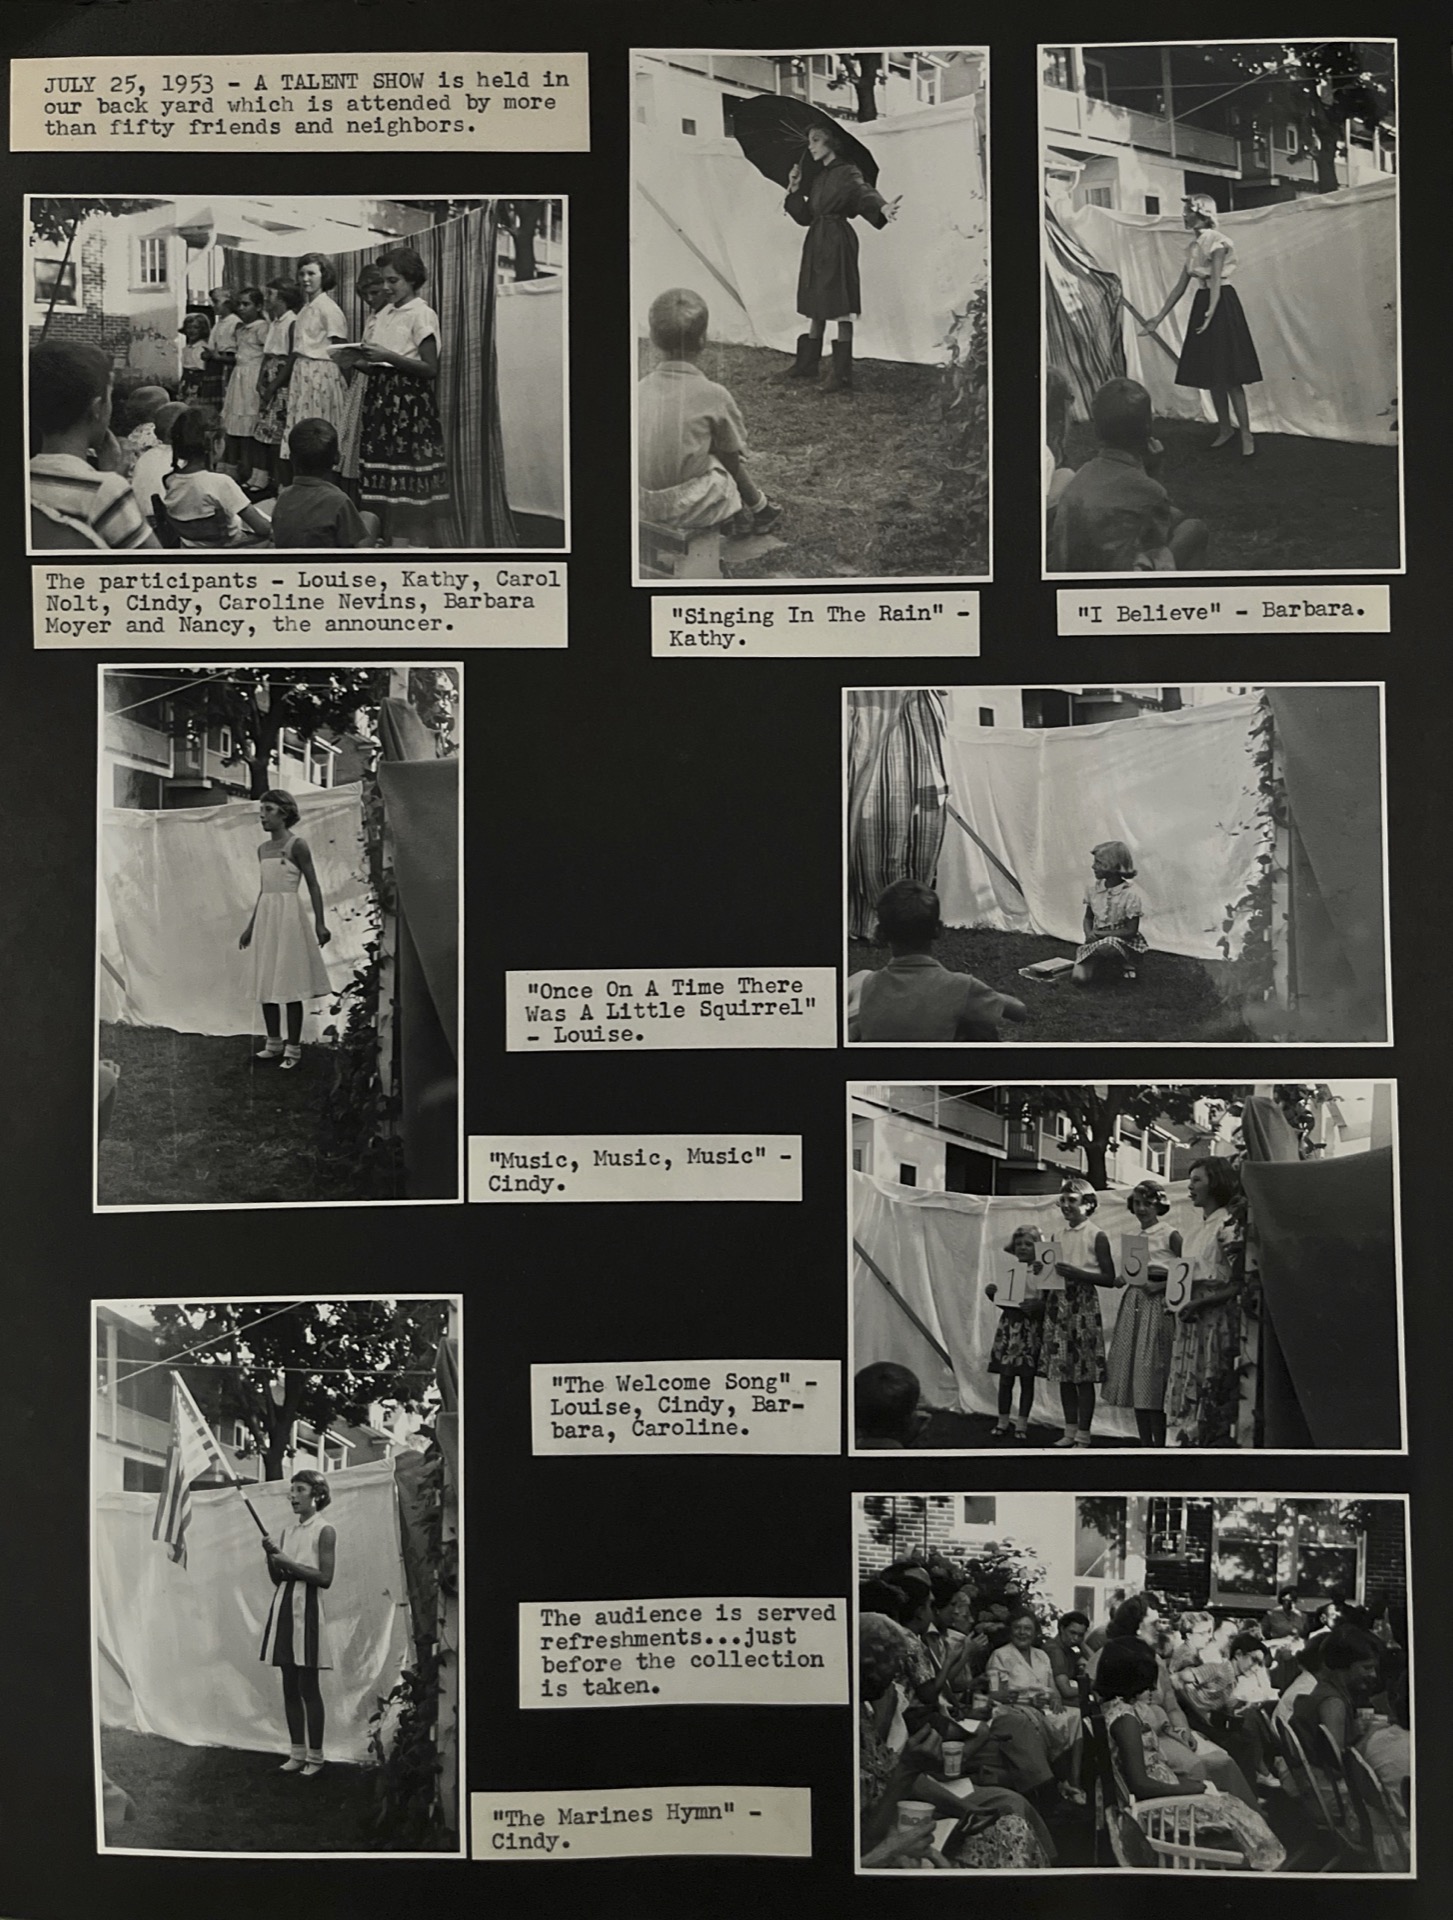 JULY 25, 1953 - A TALENT SHOW is held in
our back yard which is attended by more
than fifty friends and neighbors.
The participants - Louise, Kathy, Carol
Nolt, Cindy, Caroline Nevins, Barbara
Moyer and Nancy, the announcer.
"Singing In The Rain" -
Kathy.
"I Believe" - Barbara.
"Once On A Time There
Was A Little Squirrel"
- Louise.
"Music, Music, Music" -
Cindy.
1 9 5 3
"The Welcome Song" -
Louise, Cindy, Bar-
bara, Caroline.
The audience is served
refreshments...just
before the collection
is taken.
"The Marines Hymn" -
Cindy.